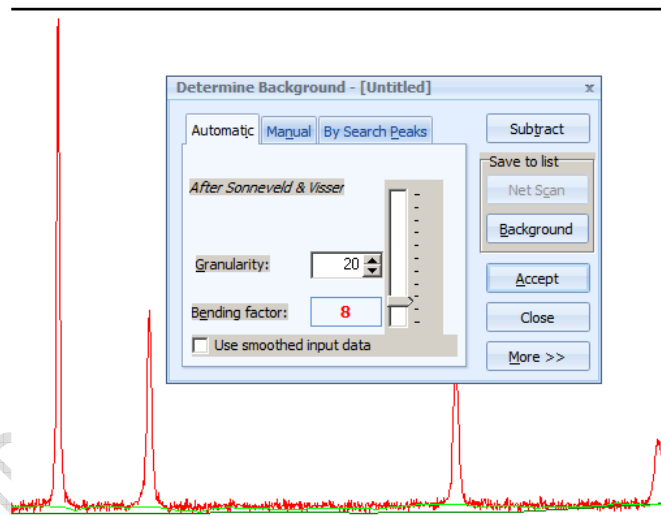 Determine Background - [Untitled]
x
Automatic Manual By Search Peaks
After Sonneveld & Visser
Granularity: 20
Bending factor: 8
Use smoothed input data
Subtract
Save to list
Net Scan
Background
Accept
Close
More >>